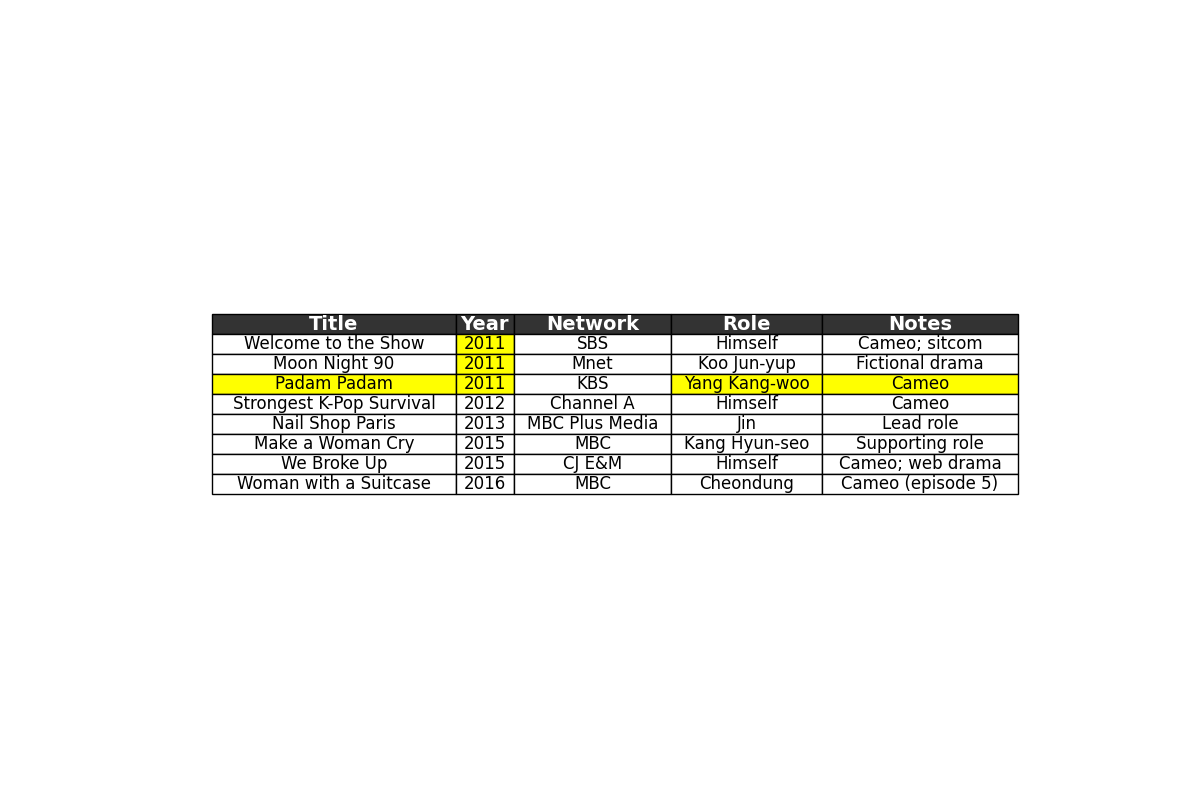 Title Year Network Role Notes
Welcome to the Show 2011 SBS Himself Cameo; sitcom
Moon Night 90 2011 Mnet Koo Jun-yup Fictional drama
Padam Padam 2011 KBS Yang Kang-woo Cameo
Strongest K-Pop Survival 2012 Channel A Himself Cameo
Nail Shop Paris 2013 MBC Plus Media Jin Lead role
Make a Woman Cry 2015 MBC Kang Hyun-seo Supporting role
We Broke Up 2015 CJ E&M Himself Cameo; web drama
Woman with a Suitcase 2016 MBC Cheondung Cameo (episode 5)